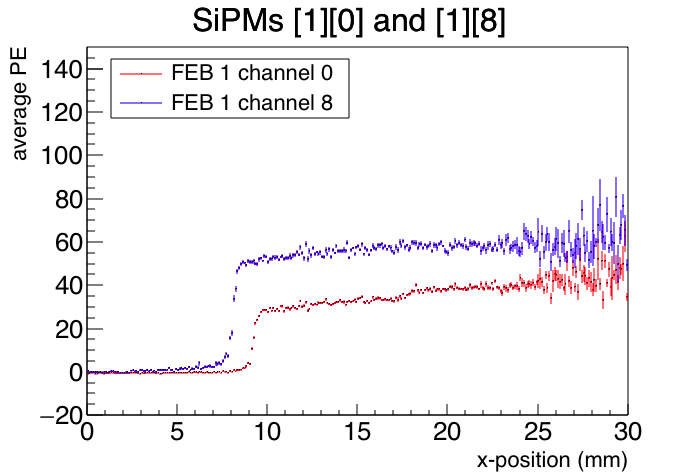 SiPMs [1][0] and [1][8]
average PE
FEB 1 channel 0
FEB 1 channel 8
140
120
100
80
60
40
20
0
−20
0 5 10 15 20 25 30
x-position (mm)